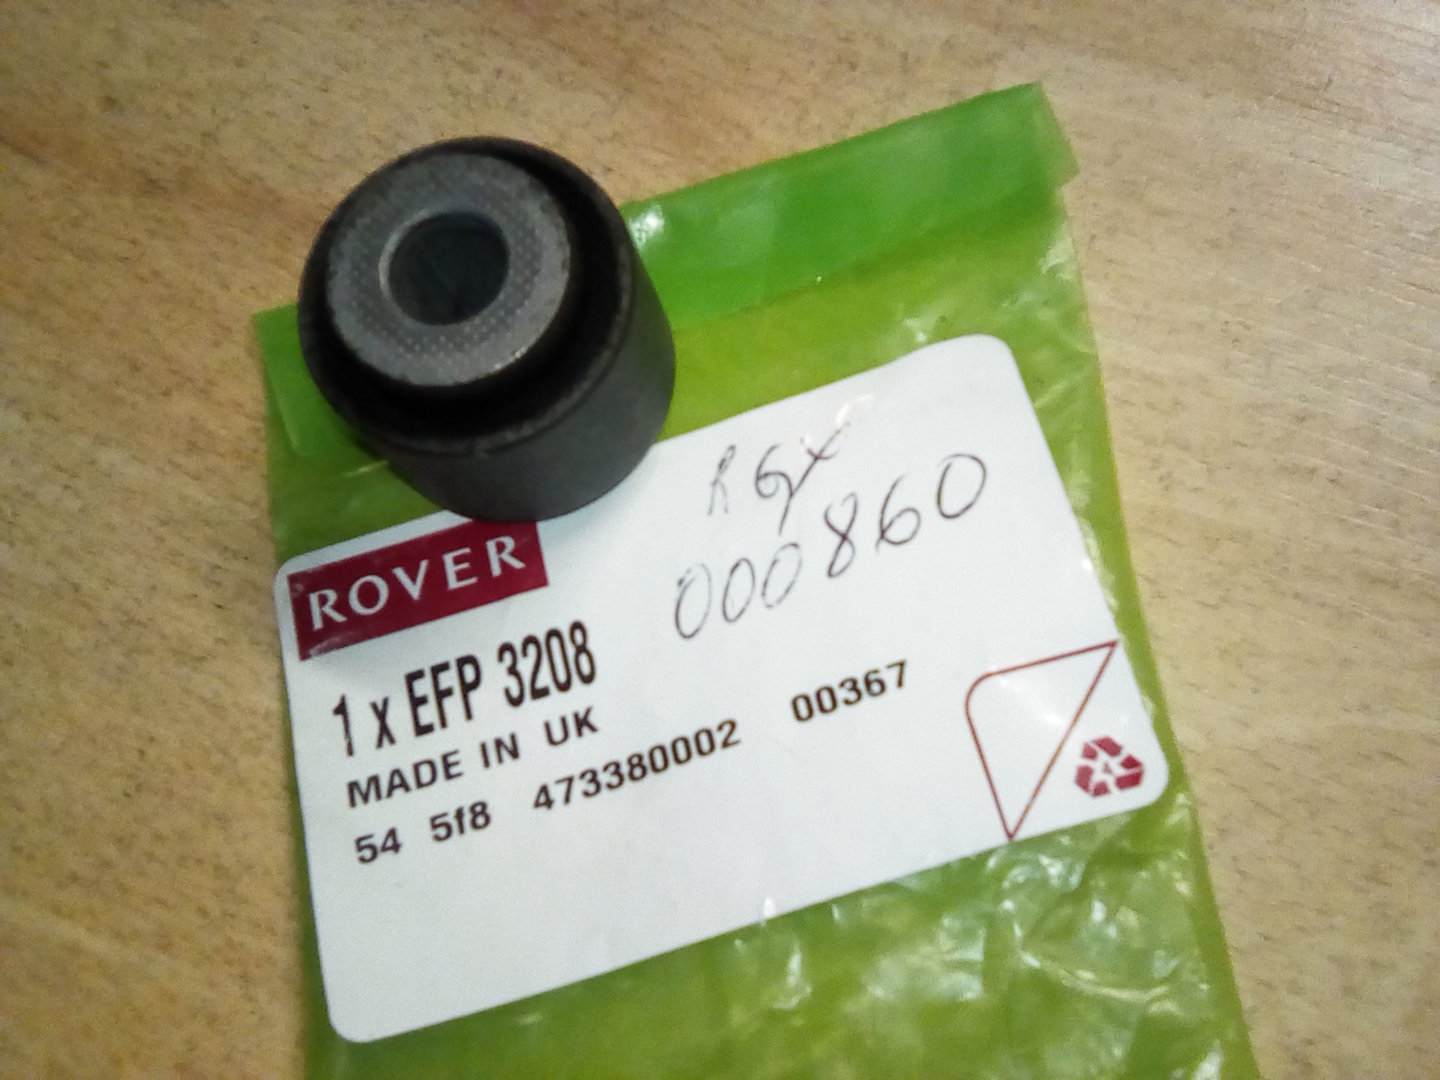 RGX
000860
ROVER
1 x EFP 3208
MADE IN UK
54 5f8 473380002 00367